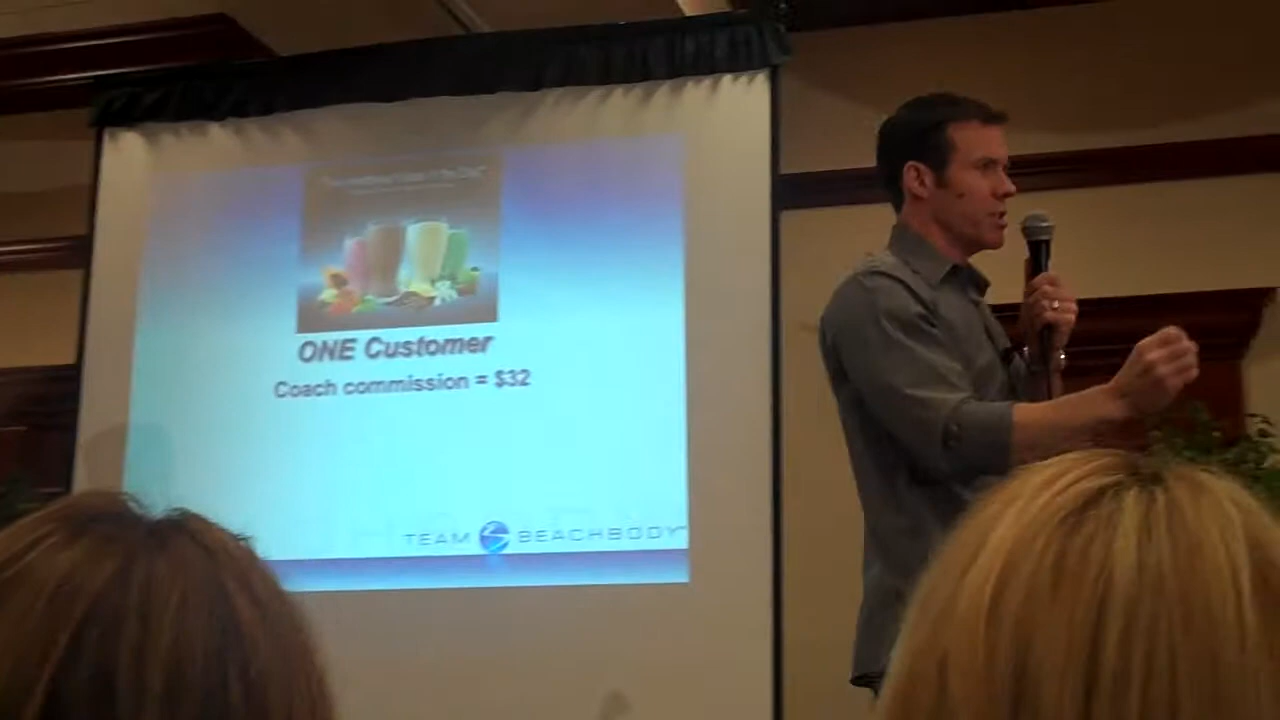 ONE Customer
Coach commission = $32
TEAM BEACHBODY